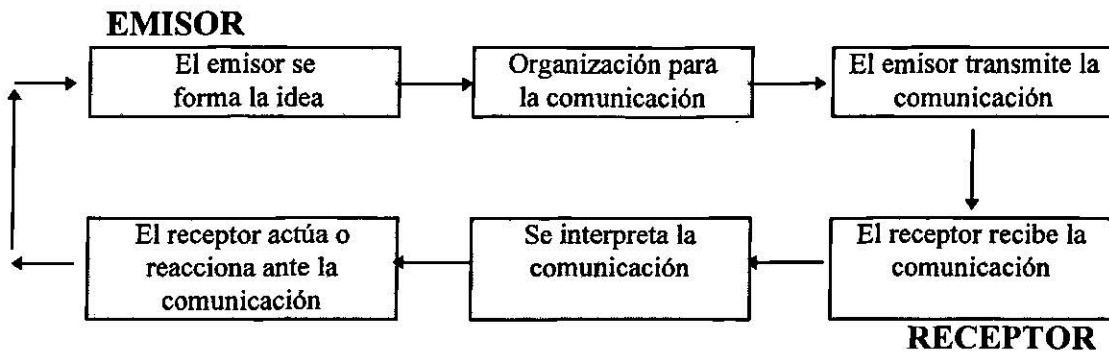 EMISOR
El emisor se
forma la idea
Organización para
la comunicación
El emisor transmite la
comunicación
El receptor recibe la
comunicación
Se interpreta la
comunicación
El receptor actúa o
reacciona ante la
comunicación
RECEPTOR